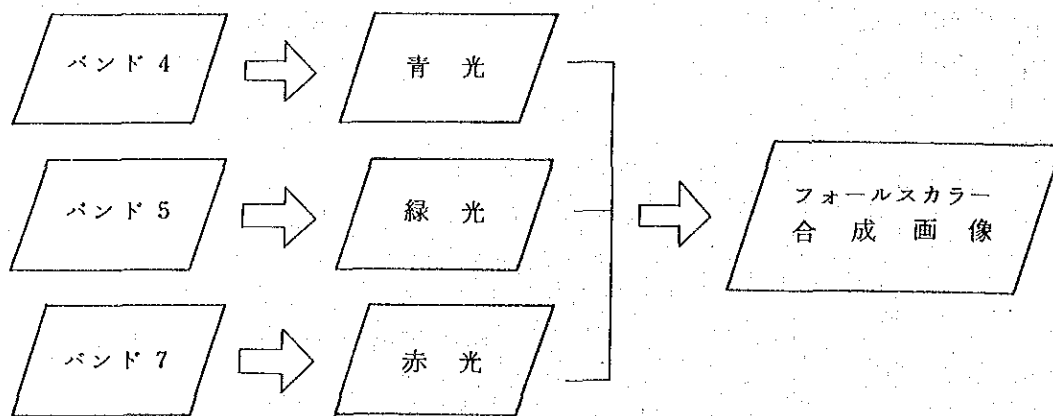 バンド 4
青 光
バンド 5
緑 光
フォールスカラー
合 成 画 像
バンド 7
赤 光